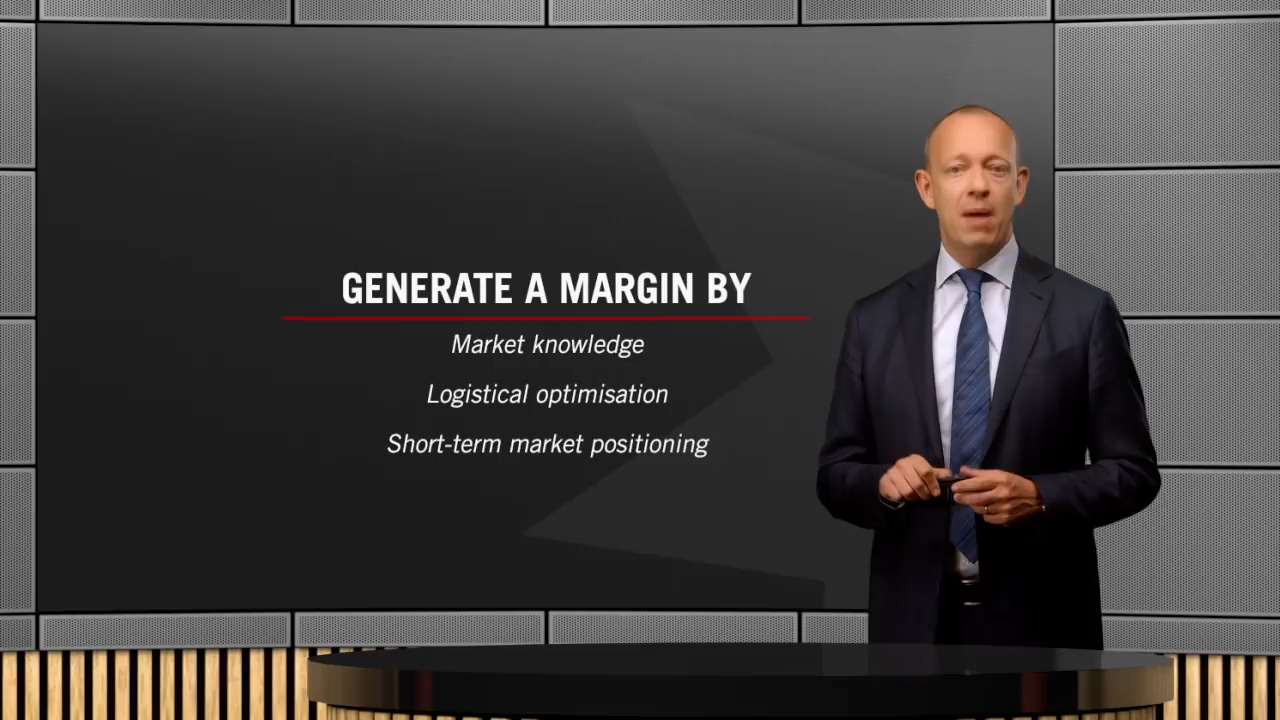 GENERATE A MARGIN BY
Market knowledge
Logistical optimisation
Short-term market positioning